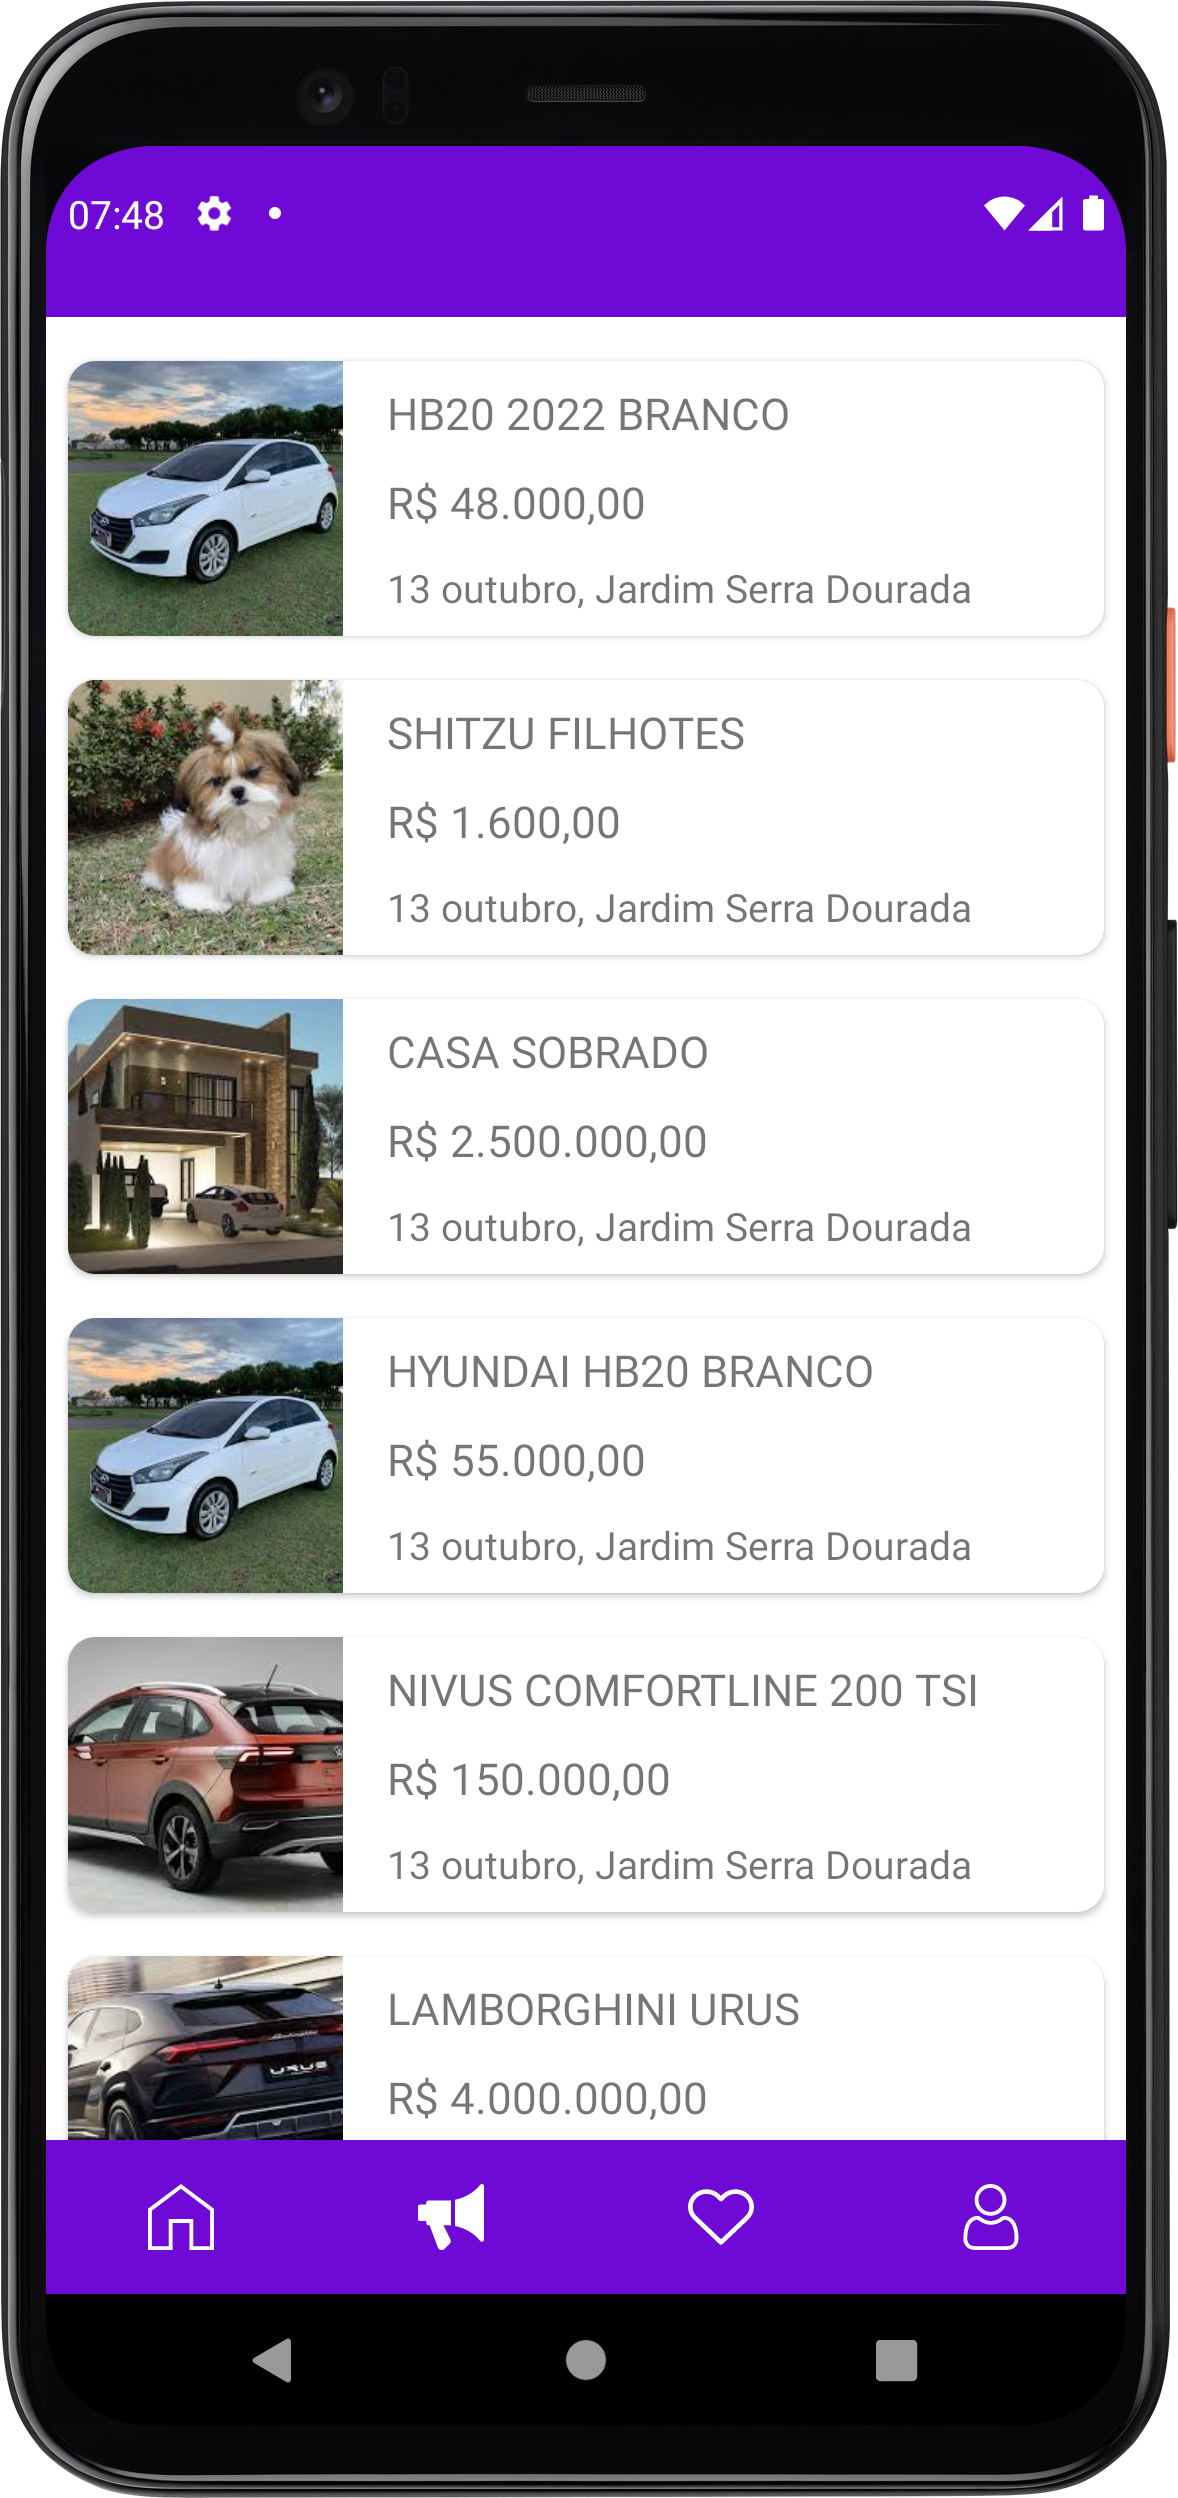 07:48
HB20 2022 BRANCO
R$ 48.000,00
13 outubro, Jardim Serra Dourada
SHITZU FILHOTES
R$ 1.600,00
13 outubro, Jardim Serra Dourada
CASA SOBRADO
R$ 2.500.000,00
13 outubro, Jardim Serra Dourada
HYUNDAI HB20 BRANCO
R$ 55.000,00
13 outubro, Jardim Serra Dourada
NIVUS COMFORTLINE 200 TSI
R$ 150.000,00
13 outubro, Jardim Serra Dourada
LAMBORGHINI URUS
R$ 4.000.000,00
URUS